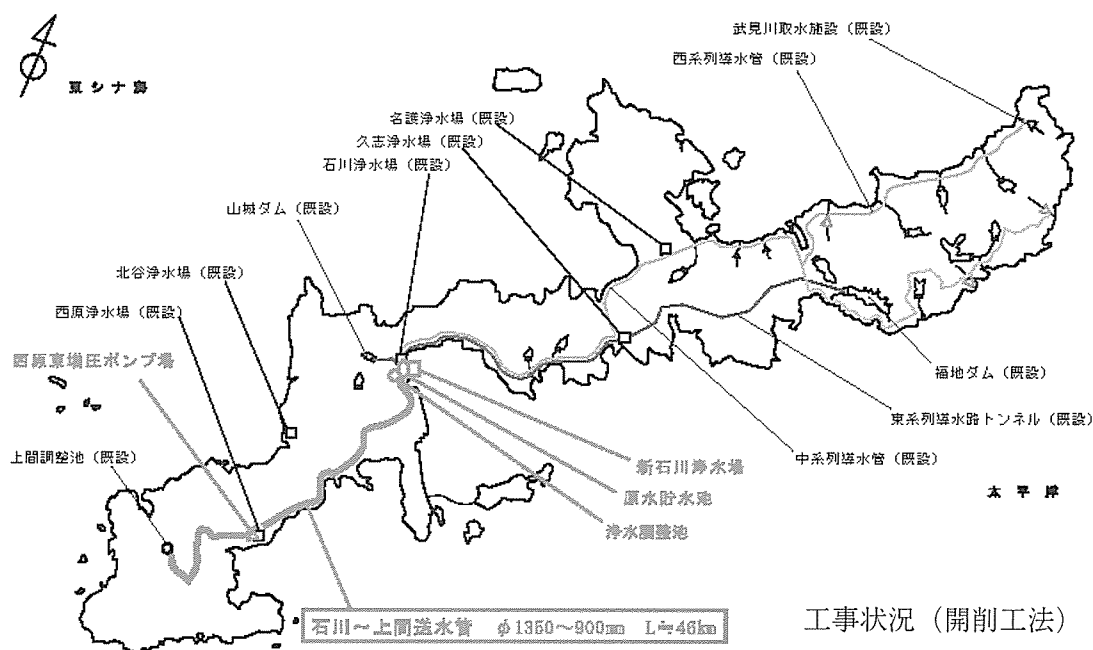 武見川取水施設（既設）
西系列導水管（既設）
東シナ海
名護浄水場（既設）
久志浄水場（既設）
石川浄水場（既設）
山城ダム（既設）
北谷浄水場（既設）
西原浄水場（既設）
西原東増圧ポンプ場
福地ダム（既設）
東系列導水路トンネル（既設）
上間調整池（既設）
中系列導水管（既設）
新石川浄水場
原水貯水池
太平岸
浄水調整池
石川～上間送水管　φ1350～900mm　L≒46km
工事状況（開削工法）